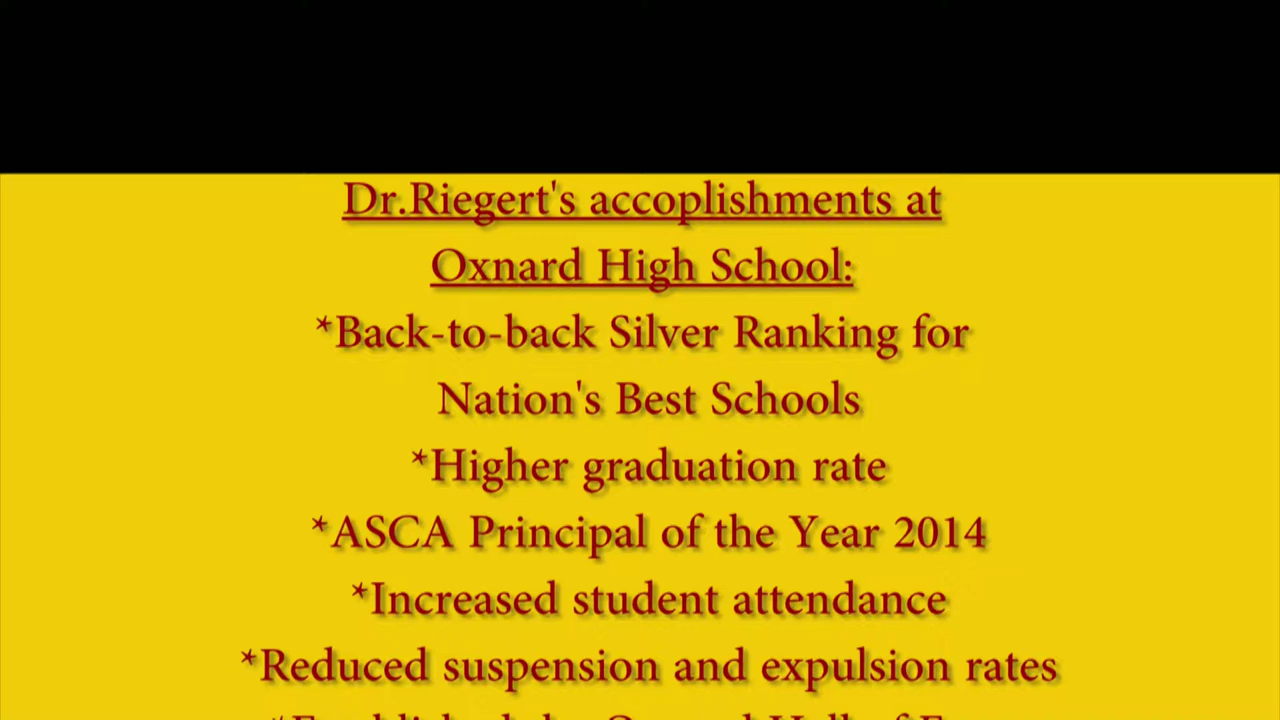 Dr.Riegert's accoplishments at
Oxnard High School:
*Back-to-back Silver Ranking for
Nation's Best Schools
*Higher graduation rate
*ASCA Principal of the Year 2014
*Increased student attendance
*Reduced suspension and expulsion rates